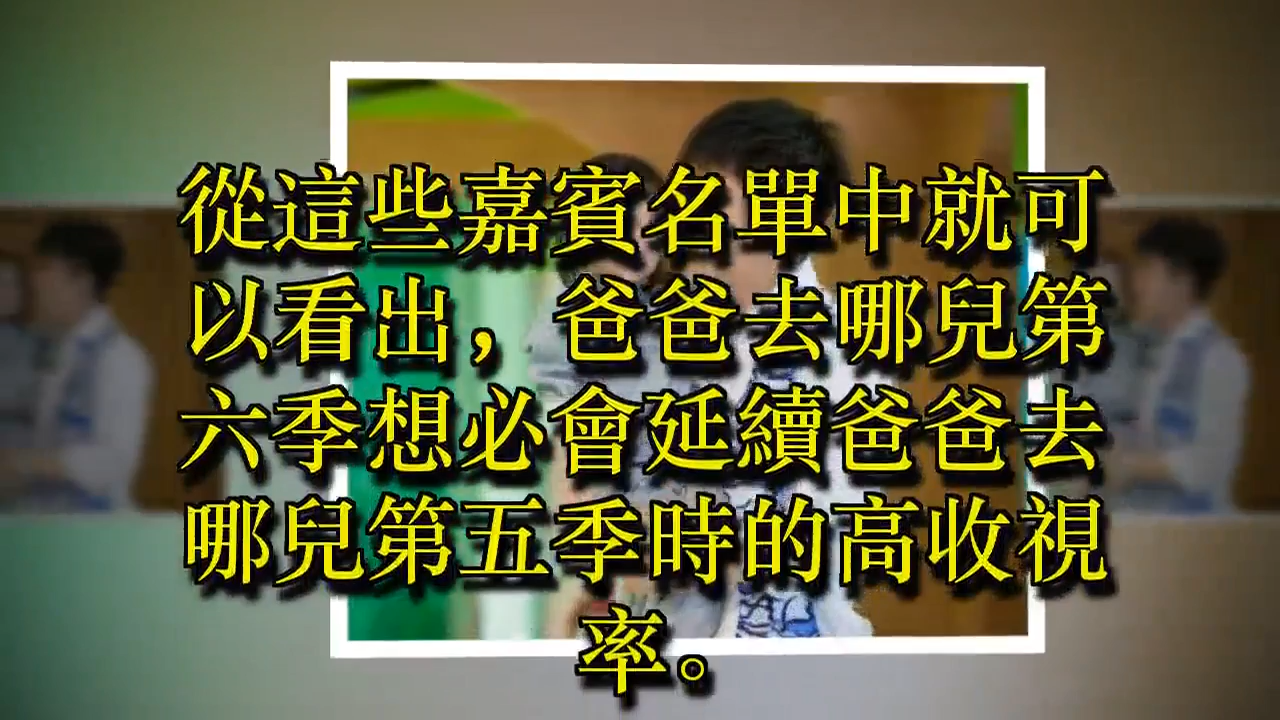 從這些嘉賓名單中就可
以看出，爸爸去哪兒第
六季想必會延續爸爸去
哪兒第五季時的高收視
率。